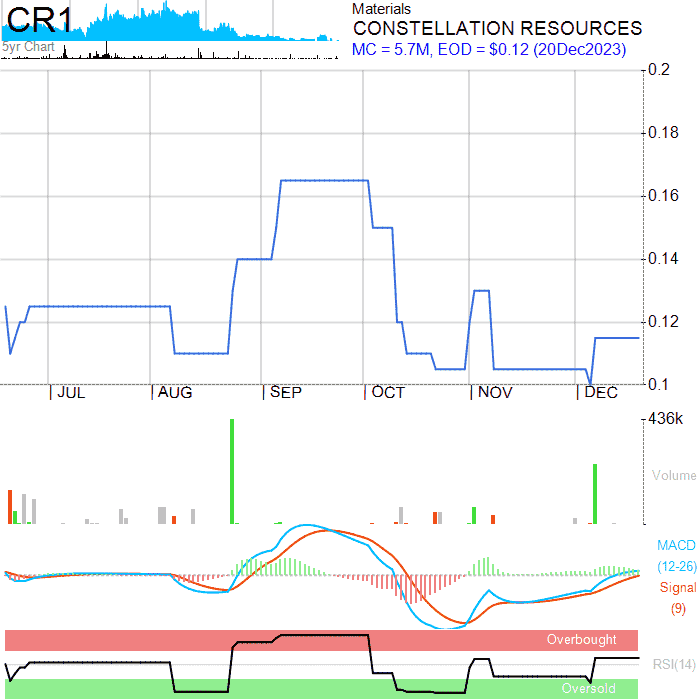 CR1
5yr Chart
Materials
CONSTELLATION RESOURCES
MC = 5.7M, EOD = $0.12 (20Dec2023)
0.2
0.18
0.16
0.14
0.12
0.1
JUL AUG SEP OCT NOV DEC
436k
Volume
MACD
(12-26)
Signal
(9)
Overbought
RSI(14)
Oversold